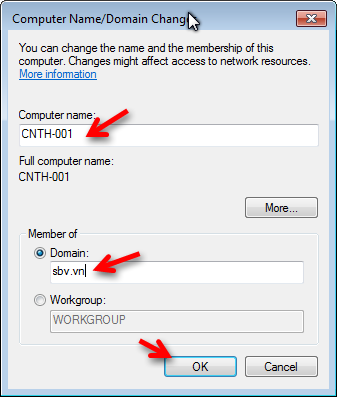 Computer Name/Domain Chang
You can change the name and the membership of this
computer. Changes might affect access to network resources.
More information
Computer name:
CNTH-001
Full computer name:
CNTH-001
More...
Member of
Domain:
sbv.vn
Workgroup:
WORKGROUP
OK
Cancel